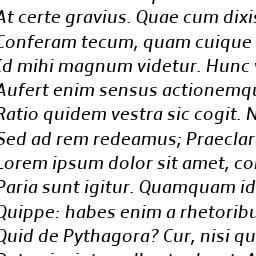 At certe gravius. Quae cum dixis
Conferam tecum, quam cuique
Id mihi magnum videtur. Hunc
Aufert enim sensus actionemqu
Ratio quidem vestra sic cogit. N
Sed ad rem redeamus; Praeclar
Lorem ipsum dolor sit amet, co
Paria sunt igitur. Quamquam id
Quippe: habes enim a rhetoribu
Quid de Pythagora? Cur, nisi qu